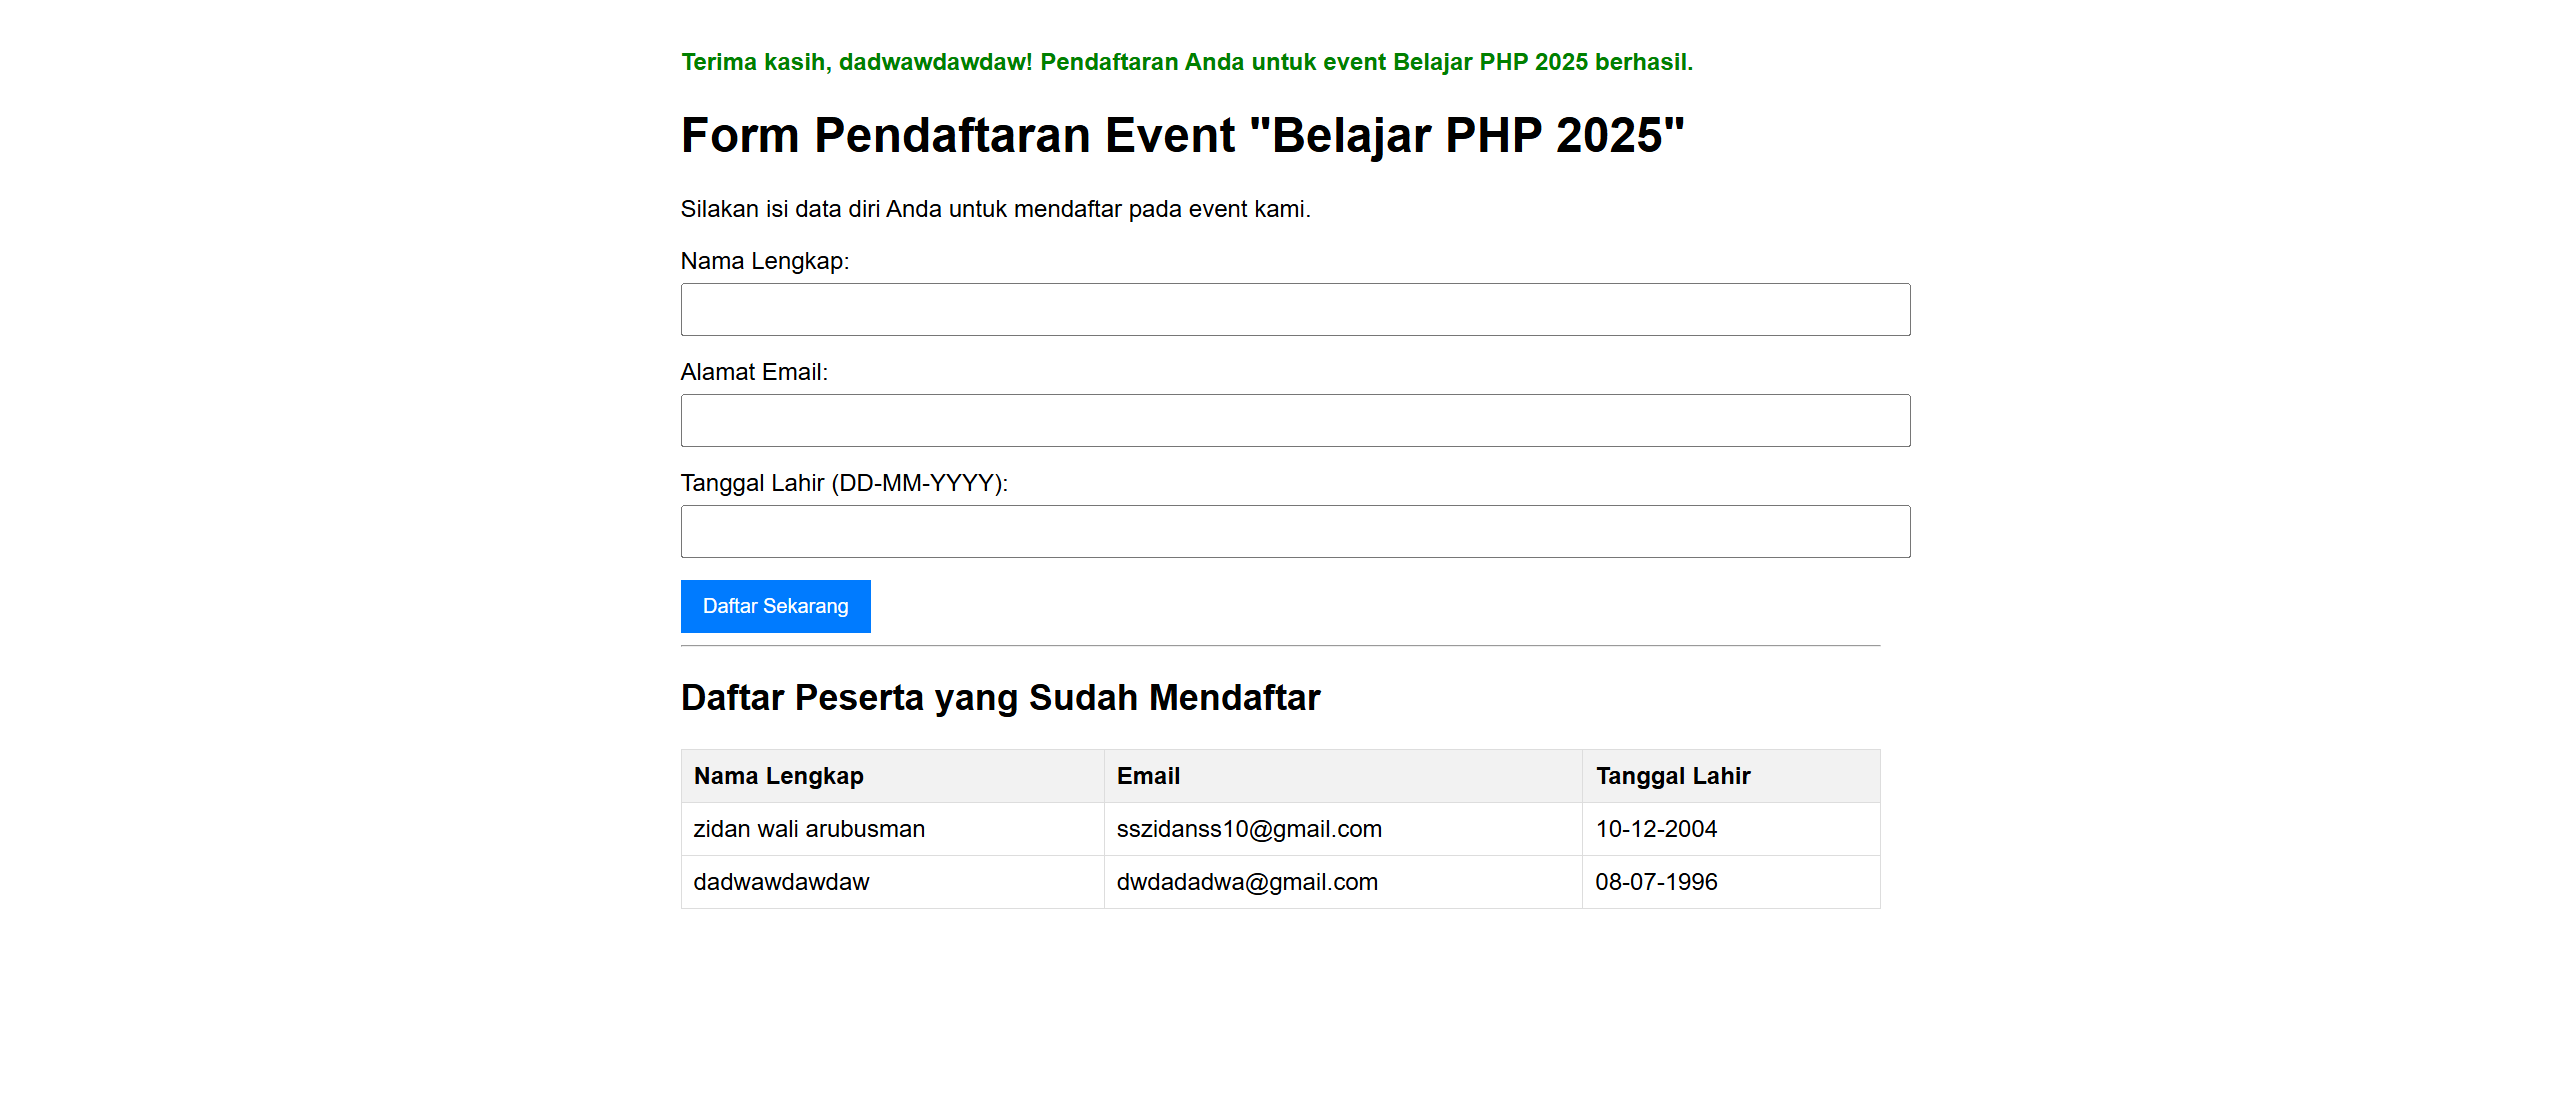 Terima kasih, dadwawdawdaw! Pendaftaran Anda untuk event Belajar PHP 2025 berhasil.
Form Pendaftaran Event "Belajar PHP 2025"
Silakan isi data diri Anda untuk mendaftar pada event kami.
Nama Lengkap:
Alamat Email:
Tanggal Lahir (DD-MM-YYYY):
Daftar Sekarang
Daftar Peserta yang Sudah Mendaftar
Nama Lengkap Email Tanggal Lahir
zidan wali arubusman sszidanss10@gmail.com 10-12-2004
dadwawdawdaw dwdadadwa@gmail.com 08-07-1996